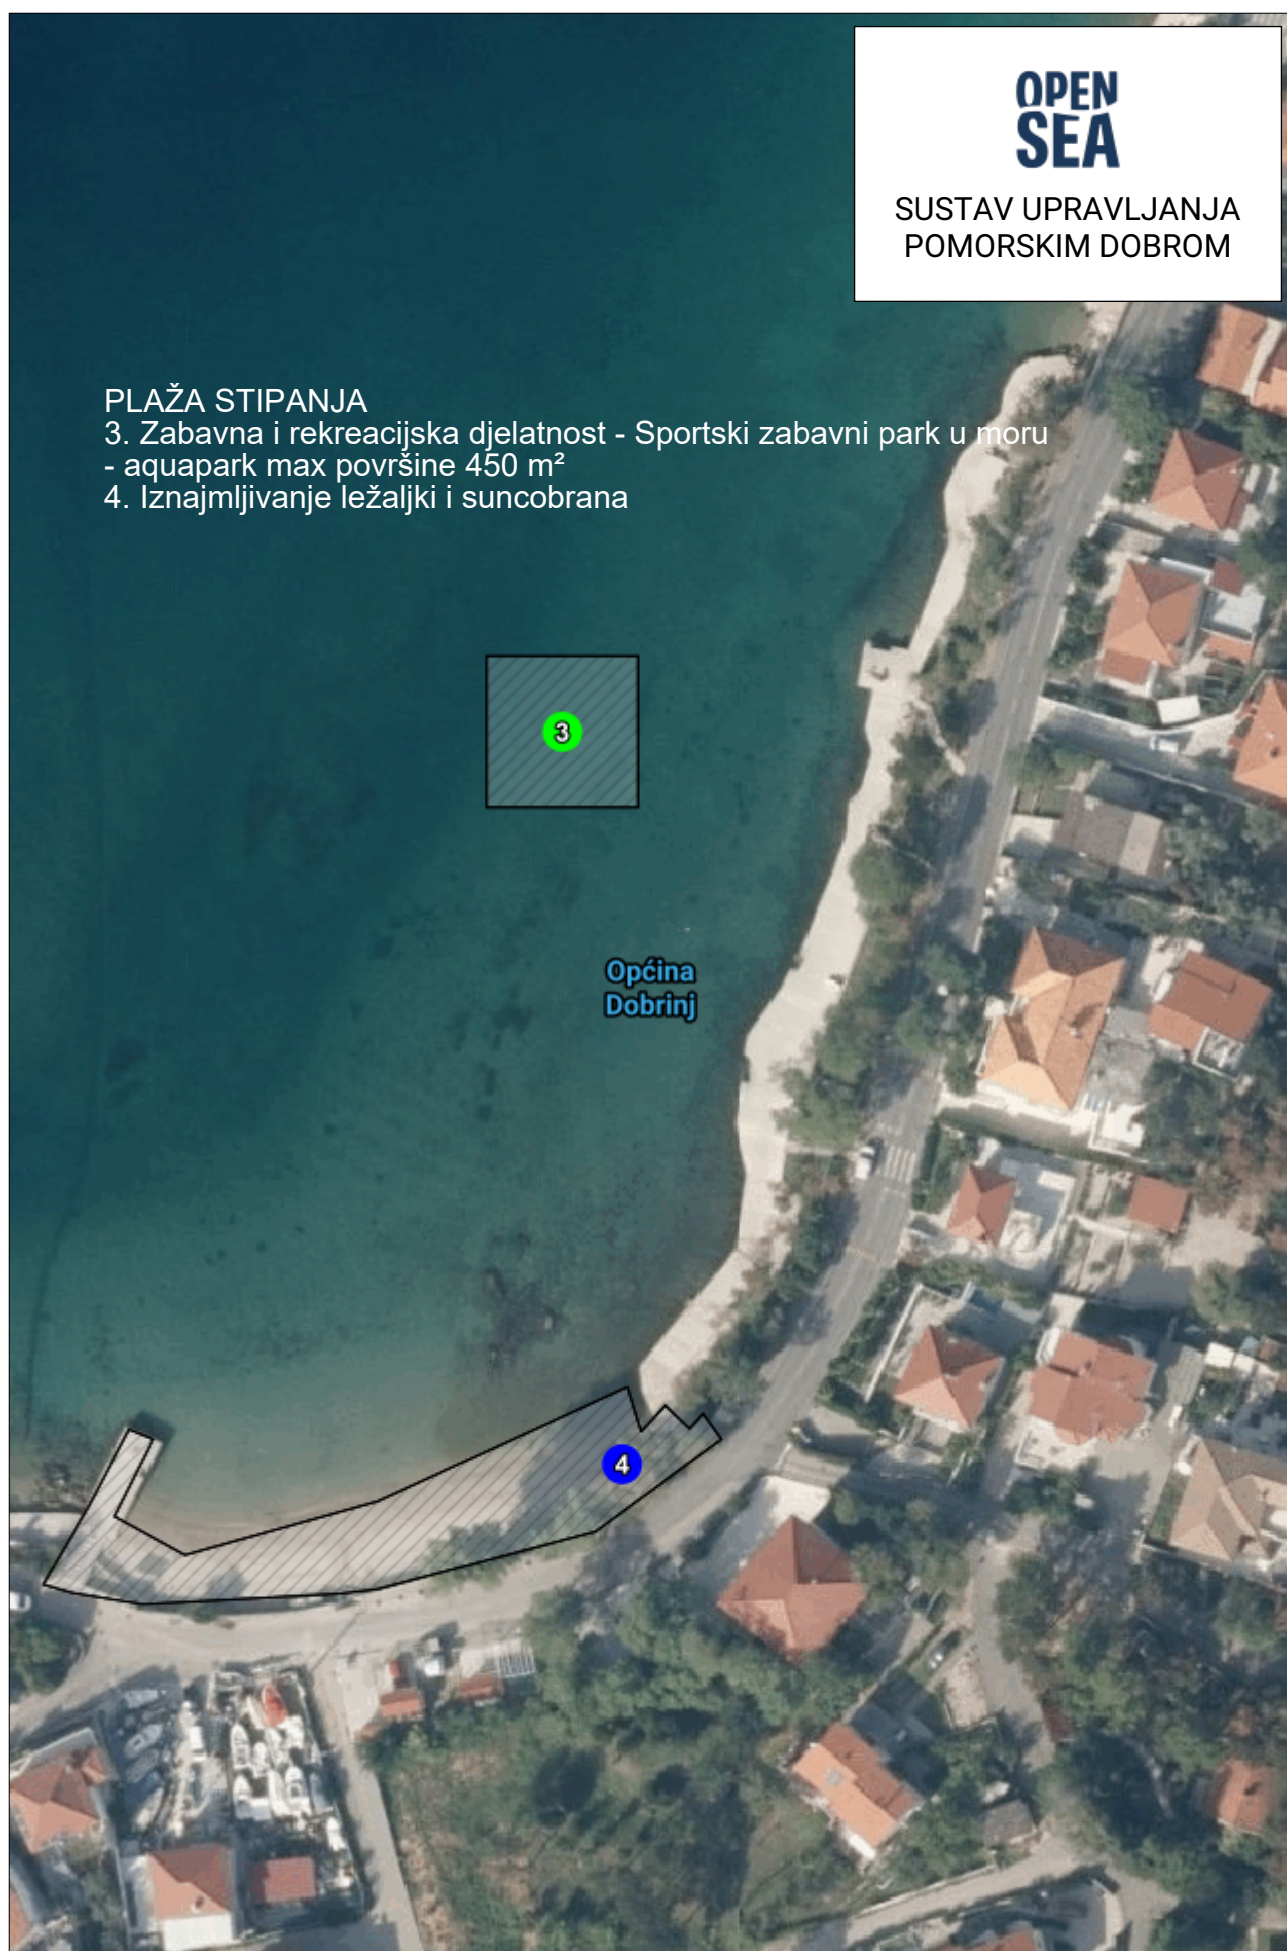 OPEN
SEA
SUSTAV UPRAVLJANJA
POMORSKIM DOBROM
PLAŽA STIPANJA
3. Zabavna i rekreacijska djelatnost - Sportski zabavni park u moru
- aquapark max površine 450 m²
4. Iznajmljivanje ležaljki i suncobrana
3
Općina
Dobrinj
4